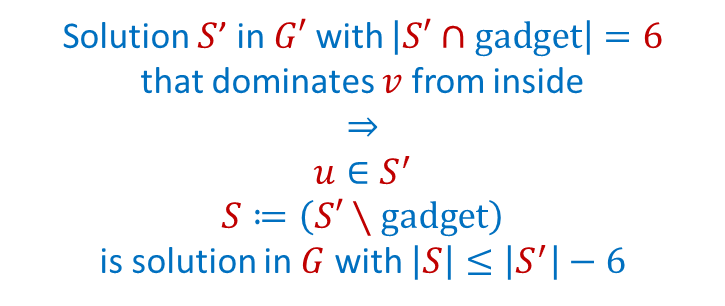 Solution S′ in G′ with |S′ ∩ gadget| = 6
that dominates v from inside
⇒
u ∈ S′
S ≔ (S′ \ gadget)
is solution in G with |S| ≤ |S′| − 6